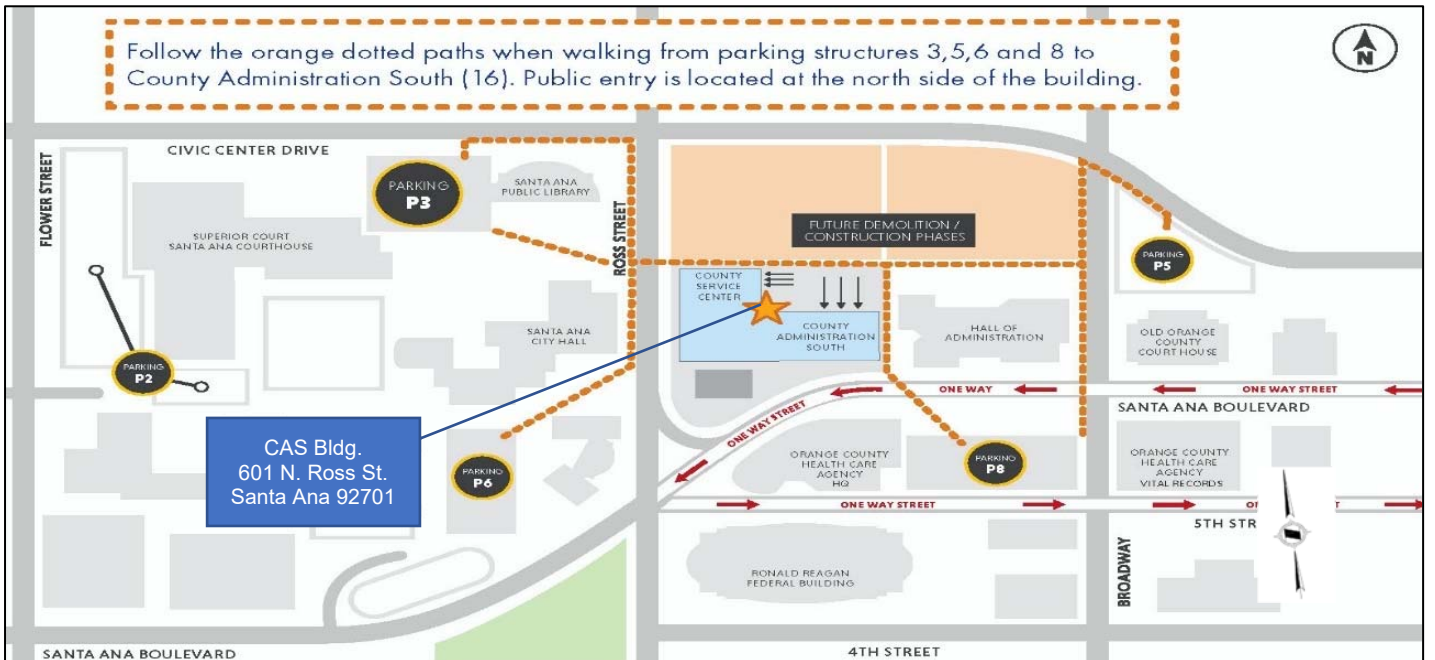 Follow the orange dotted paths when walking from parking structures 3,5,6 and 8 to
County Administration South (16). Public entry is located at the north side of the building.
N
CIVIC CENTER DRIVE
FLOWER STREET
PARKING
P3
SANTA ANA
PUBLIC LIBRARY
SUPERIOR COURT
SANTA ANA COURTHOUSE
ROSS STREET
FUTURE DEMOLITION /
CONSTRUCTION PHASES
PARKING
P5
COUNTY
SERVICE
CENTER
COUNTY
ADMINISTRATION
SOUTH
HALL OF
ADMINISTRATION
OLD ORANGE
COUNTY
COURT HOUSE
SANTA ANA
CITY HALL
PARKING
P2
ONE WAY
ONE WAY STREET
SANTA ANA BOULEVARD
ONE WAY STREET
CAS Bldg.
601 N. Ross St.
Santa Ana 92701
PARKING
P6
ORANGE COUNTY
HEALTH CARE
AGENCY
HQ
PARKING
P8
ORANGE COUNTY
HEALTH CARE
AGENCY
VITAL RECORDS
ONE WAY STREET
5TH STR
RONALD REAGAN
FEDERAL BUILDING
BROADWAY
SANTA ANA BOULEVARD
4TH STREET